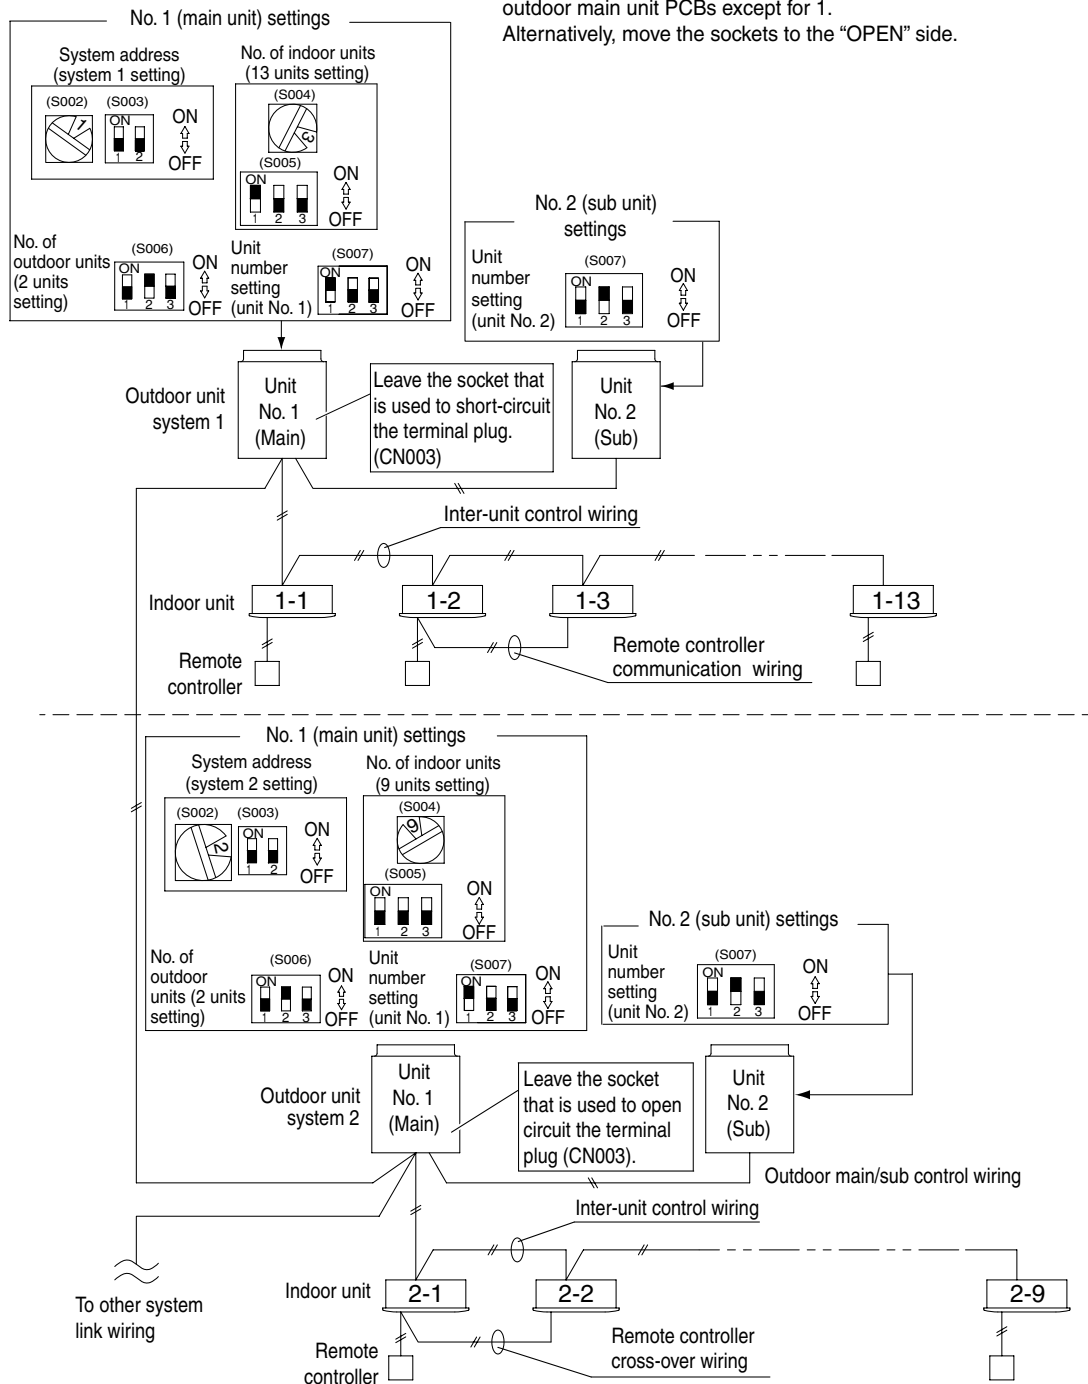 outdoor main unit PCBs except for 1.
Alternatively, move the sockets to the “OPEN” side.
No. 1 (main unit) settings
System address
(system 1 setting)
No. of indoor units
(13 units setting)
(S002)
(S003)
1
ON
1 2
ON
OFF
(S004)
3
(S005)
ON
1 2 3
ON
OFF
No. of
outdoor units
(2 units
setting)
(S006)
ON
1 2 3
ON
OFF
Unit
number
setting
(unit No. 1)
(S007)
ON
1 2 3
ON
OFF
No. 2 (sub unit)
settings
Unit
number
setting
(unit No. 2)
(S007)
ON
1 2 3
ON
OFF
Outdoor unit
system 1
Unit
No. 1
(Main)
Leave the socket that
is used to short-circuit
the terminal plug.
(CN003)
Unit
No. 2
(Sub)
Inter-unit control wiring
Indoor unit
1-1
1-2
1-3
1-13
Remote
controller
Remote controller
communication wiring
No. 1 (main unit) settings
System address
(system 2 setting)
No. of indoor units
(9 units setting)
(S002)
(S003)
2
ON
1 2
ON
OFF
(S004)
9
(S005)
ON
1 2 3
ON
OFF
No. of
outdoor
units (2 units
setting)
(S006)
ON
1 2 3
ON
OFF
Unit
number
setting
(unit No. 1)
(S007)
ON
1 2 3
ON
OFF
No. 2 (sub unit) settings
Unit
number
setting
(unit No. 2)
(S007)
ON
1 2 3
ON
OFF
Outdoor unit
system 2
Unit
No. 1
(Main)
Leave the socket
that is used to open
circuit the terminal
plug (CN003).
Unit
No. 2
(Sub)
Outdoor main/sub control wiring
Inter-unit control wiring
To other system
link wiring
Indoor unit
2-1
2-2
2-9
Remote
controller
Remote controller
cross-over wiring